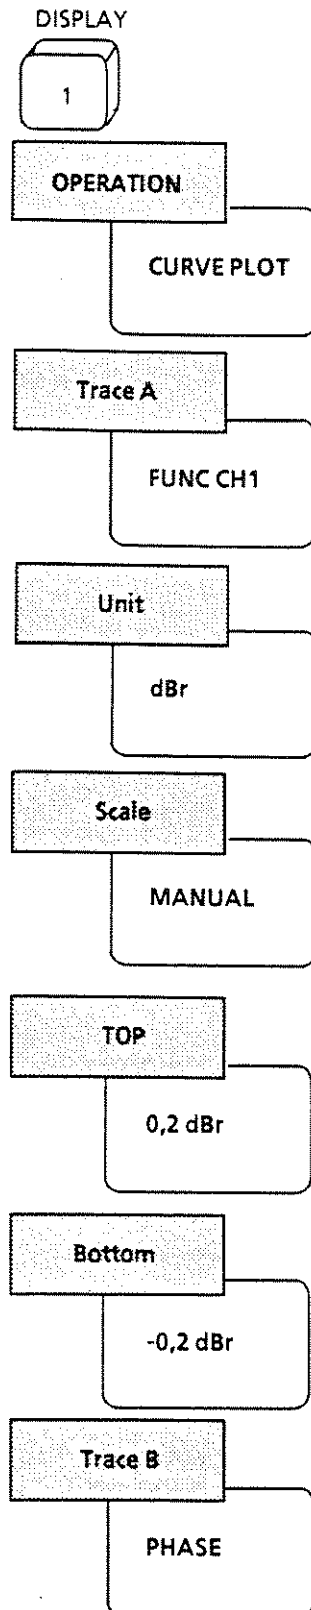 DISPLAY
1
OPERATION
CURVE PLOT
Trace A
FUNC CH1
Unit
dBr
Scale
MANUAL
TOP
0,2 dBr
Bottom
-0,2 dBr
Trace B
PHASE